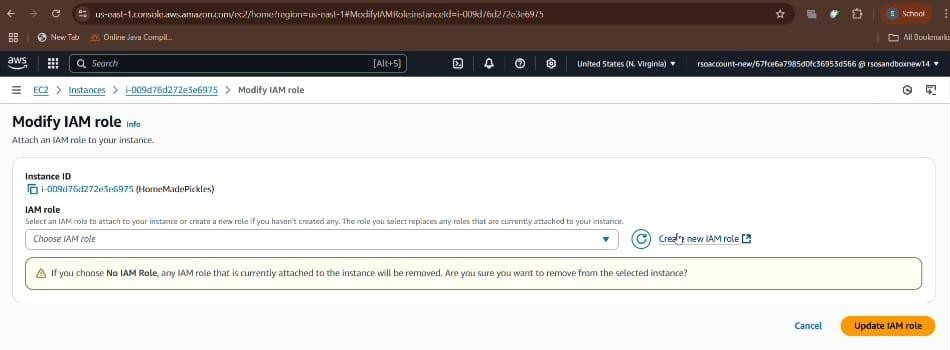 us-east-1.console.aws.amazon.com/ec2/home?region=us-east-1#ModifyIAMRole:instanceId=i-009d76d272e3e6975
S School
New Tab
Online Java Compil...
All Bookmarks
aws
Search [Alt+S]
United States (N. Virginia)
rsoaccount-new/67fce6a7985d0fc36953d566 @ rsosandboxnew14
EC2 > Instances > i-009d76d272e3e6975 > Modify IAM role
Modify IAM role Info
Attach an IAM role to your instance.
Instance ID
i-009d76d272e3e6975 (HomeMadePickles)
IAM role
Select an IAM role to attach to your instance or create a new role if you haven't created any. The role you select replaces any roles that are currently attached to your instance.
Choose IAM role
Create new IAM role
If you choose No IAM Role, any IAM role that is currently attached to the instance will be removed. Are you sure you want to remove from the selected instance?
Cancel
Update IAM role